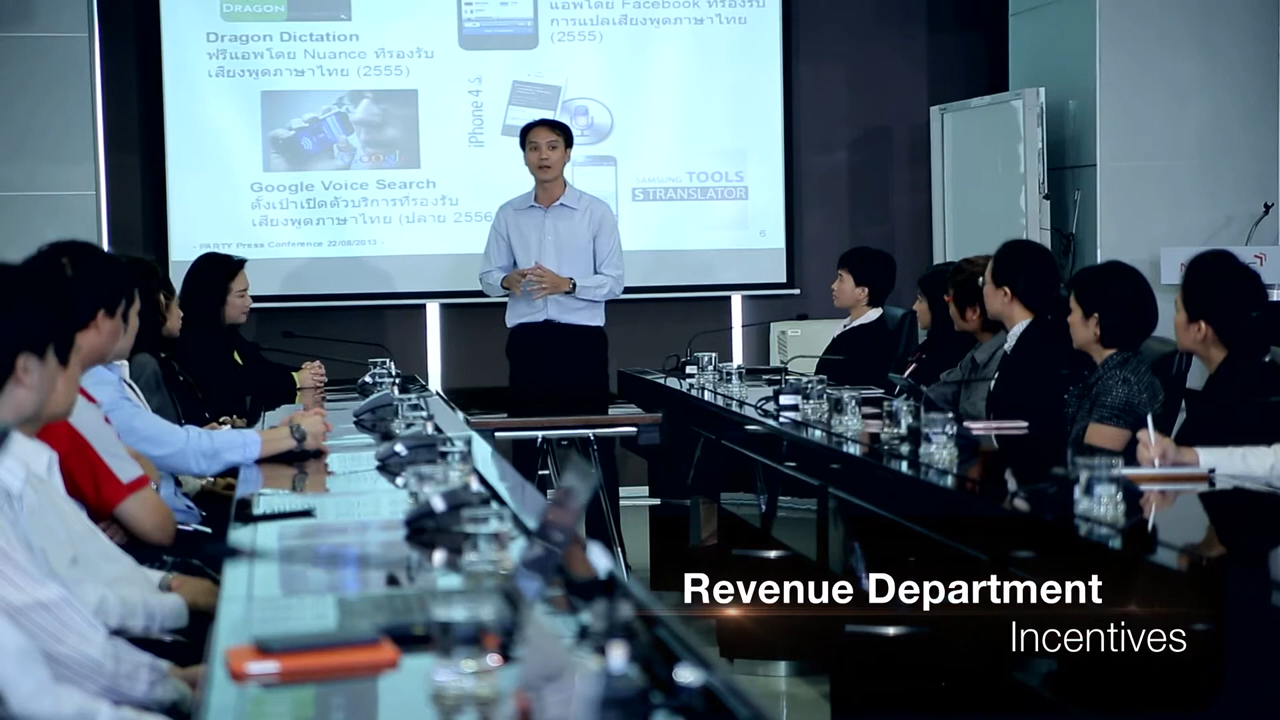 DRAGON
Dragon Dictation
ฟรีแอพโดย Nuance ที่รองรับ
เสียงพูดภาษาไทย (2555)
แอพโดย Facebook ที่รองรับ
การแปลเสียงพูดภาษาไทย
(2555)
iPhone 4 S
Google Voice Search
ตั้งเป้าเปิดตัวบริการที่รองรับ
เสียงพูดภาษาไทย (ปลาย 2556
SAMSUNG TOOLS
S TRANSLATOR
- PARTY Press Conference 22/08/2013 -
6
Revenue Department
Incentives